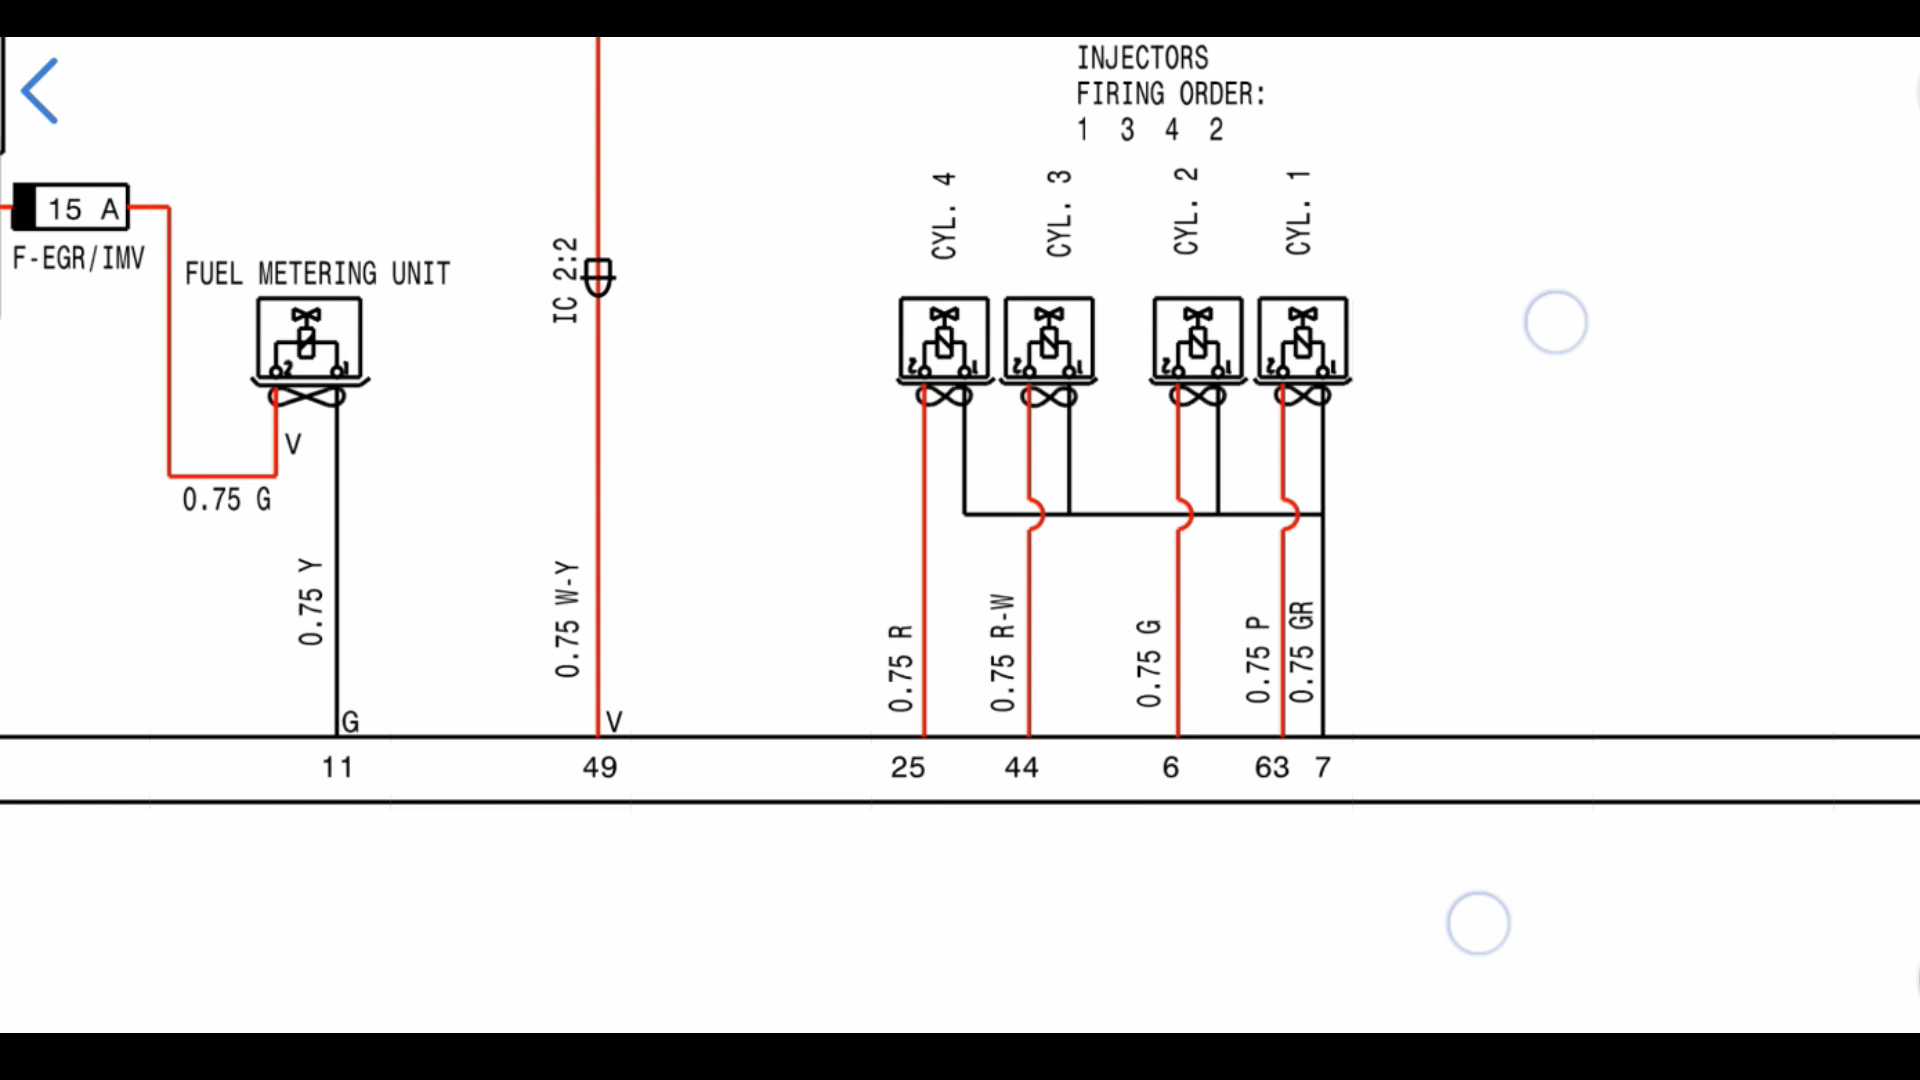 INJECTORS
FIRING ORDER:
1 3 4 2
CYL. 4
CYL. 3
CYL. 2
CYL. 1
15 A
F-EGR/IMV
FUEL METERING UNIT
IC 2:2
2 1
2 1
2 1
2 1
2 1
V
0.75 G
0.75 Y
0.75 W-Y
0.75 R
0.75 R-W
0.75 G
0.75 P
0.75 GR
G
V
11
49
25
44
6
63
7